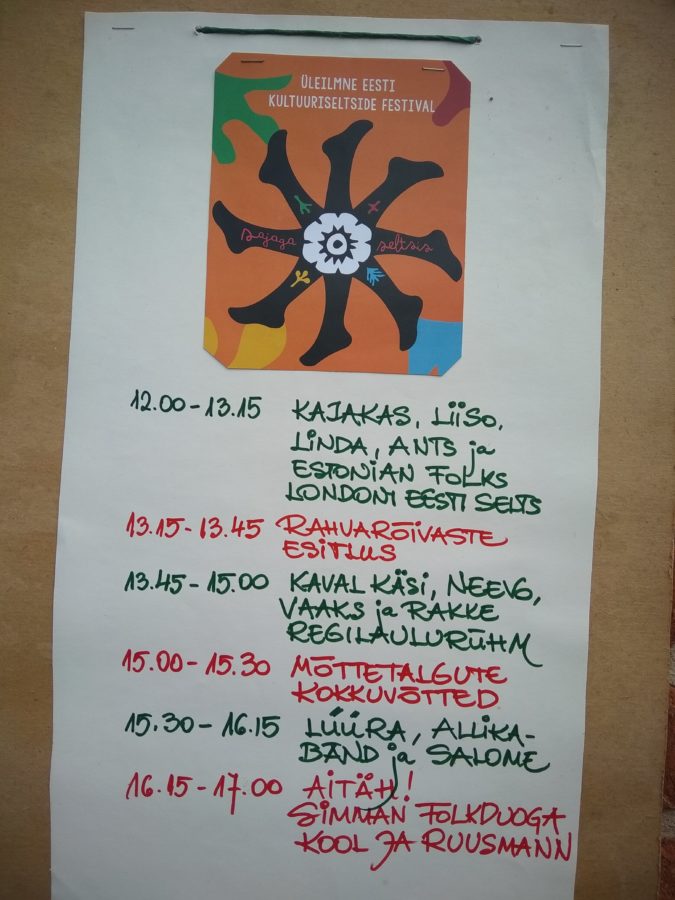 ÜLEILMNE EESTI
KULTUURISELTSIDE FESTIVAL
sajaga seltsis
12.00-13.15 KAJAKAS, LIISO,
LINDA, ANTS ja
ESTONIAN FOLKS
LONDONI EESTI SELTS
13.15-13.45 RAHVARÕIVASTE
ESITLUS
13.45-15.00 KAVAL KÄSI, NEEVO,
VAAKS ja RAKKE
REGILAULURÜHM
15.00-15.30 MÕTTETALGUTE
KOKKUVÕTTED
15.30-16.15 LÜÜRA, ALLIKA-
BÄND ja SALOME
16.15-17.00 AITÄH!
SIMMAN FOLKDUOGA
KOOL JA RUUSMANN